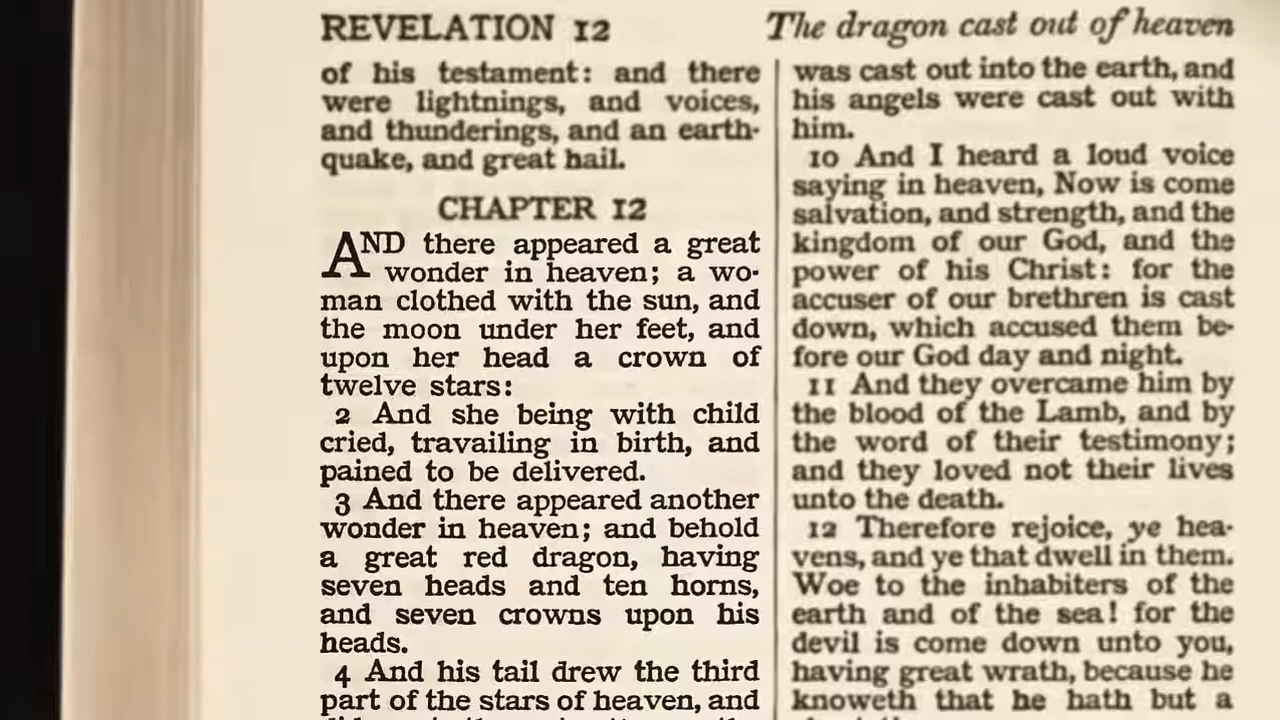 REVELATION 12
The dragon cast out of heaven
of his testament: and there
were lightnings, and voices,
and thunderings, and an earth-
quake, and great hail.
CHAPTER 12
AND there appeared a great
wonder in heaven; a wo-
man clothed with the sun, and
the moon under her feet, and
upon her head a crown of
twelve stars:
2 And she being with child
cried, travailing in birth, and
pained to be delivered.
3 And there appeared another
wonder in heaven; and behold
a great red dragon, having
seven heads and ten horns,
and seven crowns upon his
heads.
4 And his tail drew the third
part of the stars of heaven, and
was cast out into the earth, and
his angels were cast out with
him.
10 And I heard a loud voice
saying in heaven, Now is come
salvation, and strength, and the
kingdom of our God, and the
power of his Christ: for the
accuser of our brethren is cast
down, which accused them be-
fore our God day and night.
11 And they overcame him by
the blood of the Lamb, and by
the word of their testimony;
and they loved not their lives
unto the death.
12 Therefore rejoice, ye hea-
vens, and ye that dwell in them.
Woe to the inhabiters of the
earth and of the sea! for the
devil is come down unto you,
having great wrath, because he
knoweth that he hath but a